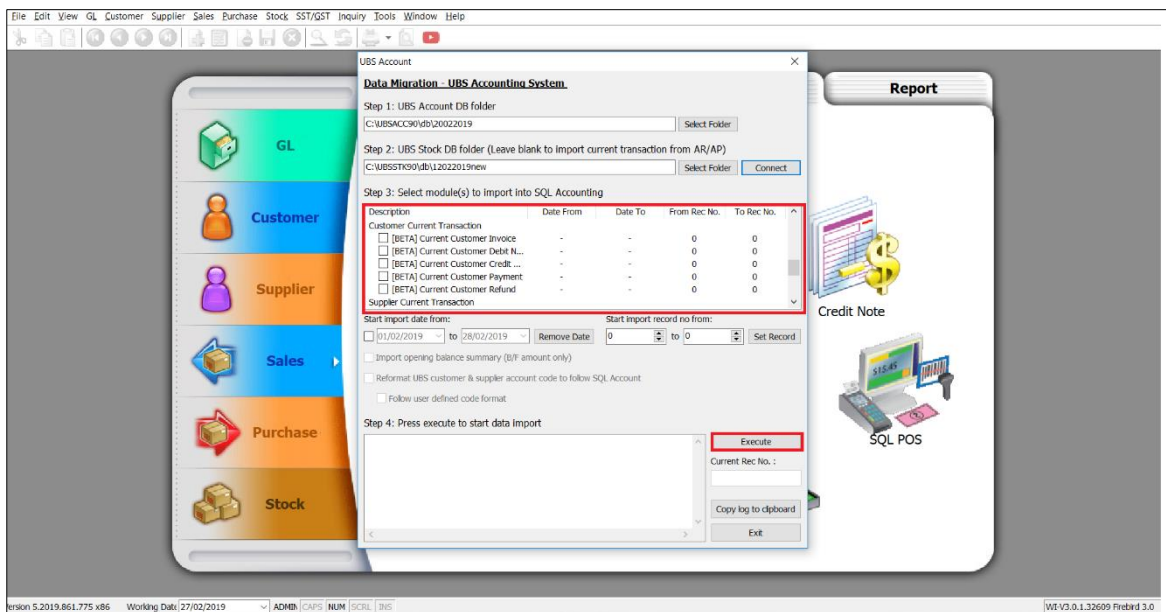 File Edit View GL Customer Supplier Sales Purchase Stock SST/GST Inquiry Tools Window Help
UBS Account
Data Migration - UBS Accounting System
Report
Step 1: UBS Account DB folder
C:\UBSACC90\db\20022019 Select Folder
GL
Step 2: UBS Stock DB folder (Leave blank to import current transaction from AR/AP)
C:\UBSSTK90\db\12022019new Select Folder Connect
Step 3: Select module(s) to import into SQL Accounting
Description Date From Date To From Rec No. To Rec No.
Customer Current Transaction
Customer
[BETA] Current Customer Invoice - - 0 0
[BETA] Current Customer Debit N... - - 0 0
[BETA] Current Customer Credit ... - - 0 0
[BETA] Current Customer Payment - - 0 0
[BETA] Current Customer Refund - - 0 0
Supplier
Supplier Current Transaction
Credit Note
Start import date from: Start import record no from:
01/02/2019 to 28/02/2019 Remove Date 0 to 0 Set Record
Import opening balance summary (B/F amount only)
Sales
$15.45
Reformat UBS customer & suppler account code to follow SQL Account
Follow user defined code format
Step 4: Press execute to start data import
Purchase
Execute
SQL POS
Current Rec No. :
Stock
Copy log to clipboard
Exit
Version 5.2019.861.775 x86 Working Date 27/02/2019 ADMIN CAPS NUM SCRL INS WI-V3.0.1.32609 Firebird 3.0